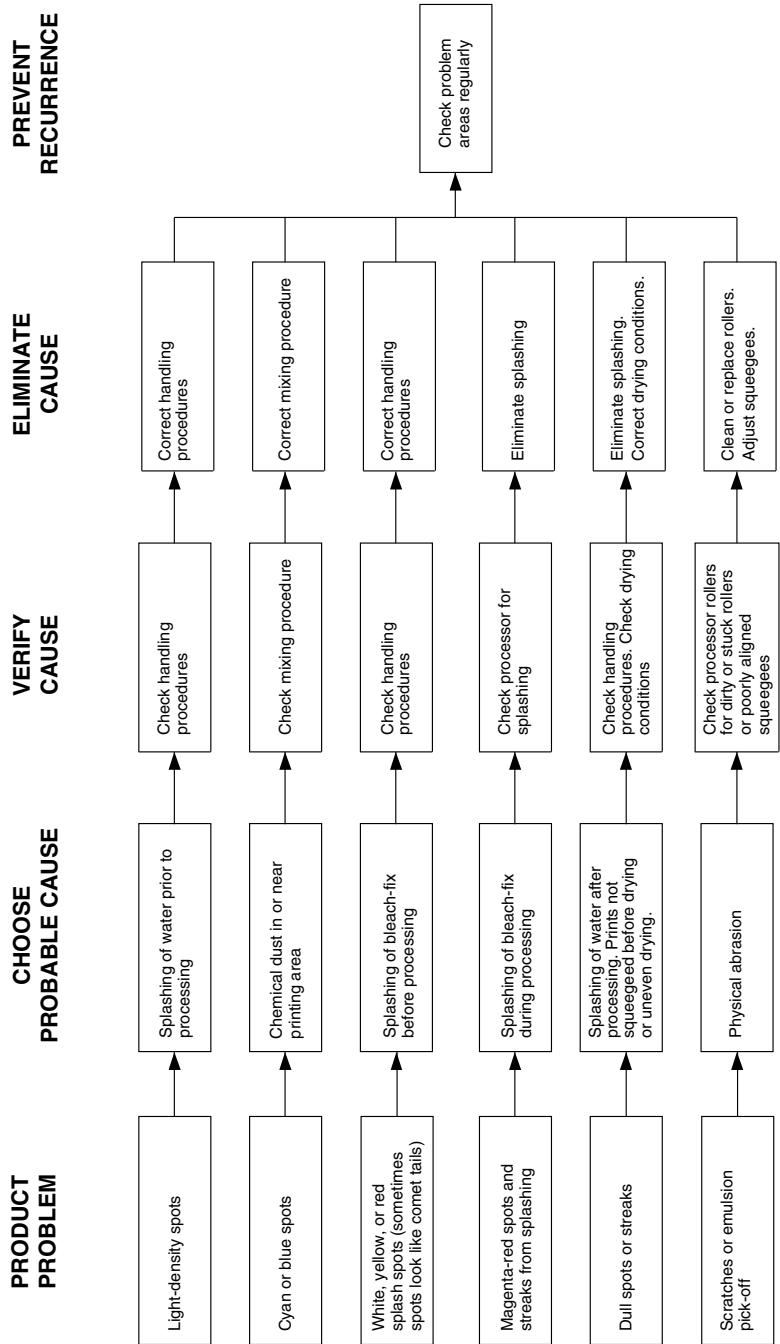 PRODUCT
PROBLEM
CHOOSE
PROBABLE CAUSE
VERIFY
CAUSE
ELIMINATE
CAUSE
PREVENT
RECURRENCE
Light-density spots
Splashing of water prior to
processing
Check handling
procedures
Correct handling
procedures
Cyan or blue spots
Chemical dust in or near
printing area
Check mixing procedure
Correct mixing procedure
White, yellow, or red
splash spots (sometimes
spots look like comet tails)
Splashing of bleach-fix
before processing
Check handling
procedures
Correct handling
procedures
Magenta-red spots and
streaks from splashing
Splashing of bleach-fix
during processing
Check processor for
splashing
Eliminate splashing
Dull spots or streaks
Splashing of water after
processing. Prints not
squeegeed before drying
or uneven drying.
Check handling
procedures. Check drying
conditions
Eliminate splashing.
Correct drying conditions.
Scratches or emulsion
pick-off
Physical abrasion
Check processor rollers
for dirty or stuck rollers
or poorly aligned
squeegees
Clean or replace rollers.
Adjust squeegees.
Check problem
areas regularly